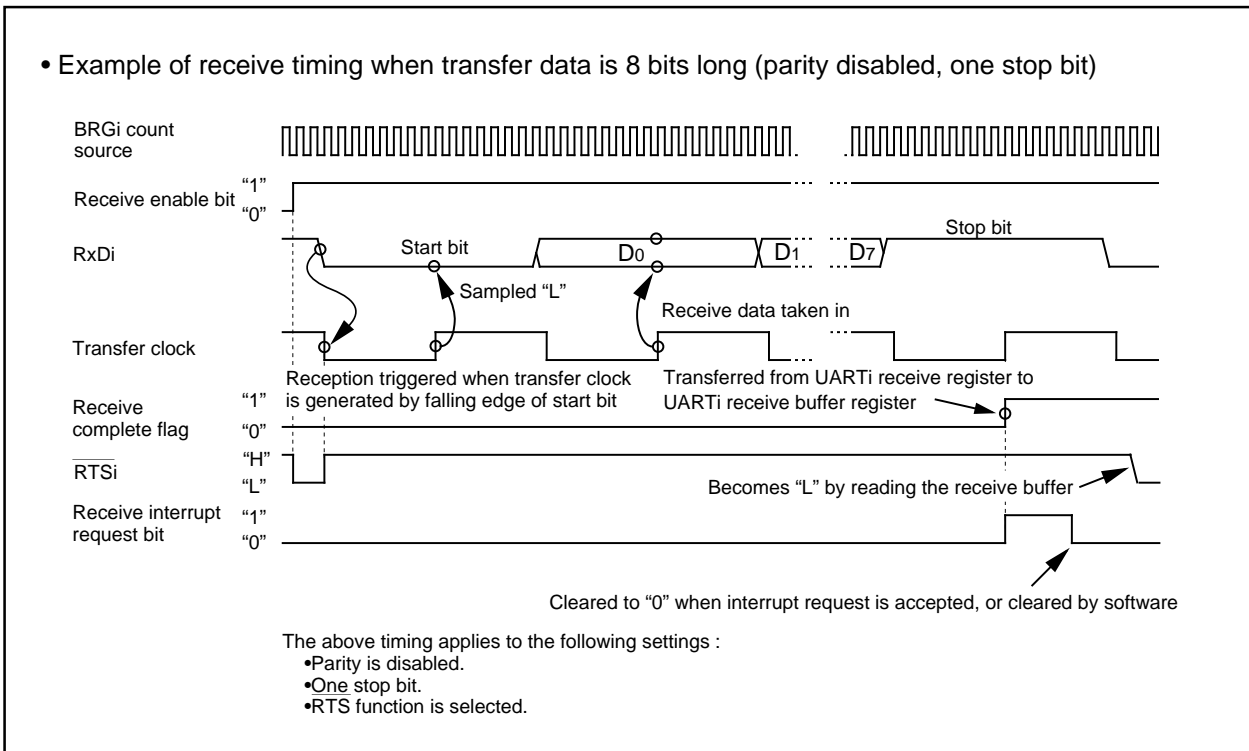 • Example of receive timing when transfer data is 8 bits long (parity disabled, one stop bit)
BRGi count
source
Receive enable bit
“1”
“0”
RxDi
Start bit
D0
D1
D7
Stop bit
Sampled “L”
Receive data taken in
Transfer clock
Reception triggered when transfer clock
is generated by falling edge of start bit
Transferred from UARTi receive register to
UARTi receive buffer register
Receive
complete flag
“1”
“0”
RTSi
“H”
“L”
Becomes “L” by reading the receive buffer
Receive interrupt
request bit
“1”
“0”
Cleared to “0” when interrupt request is accepted, or cleared by software
The above timing applies to the following settings :
•Parity is disabled.
•One stop bit.
•RTS function is selected.